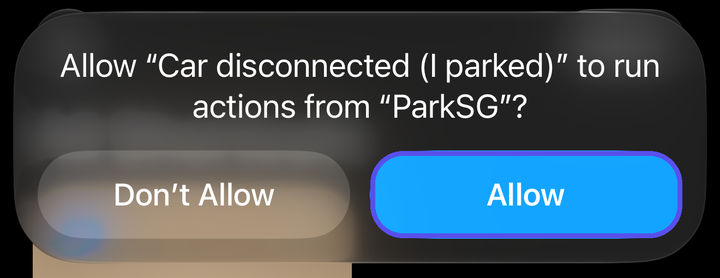 Allow “Car disconnected (I parked)” to run
actions from “ParkSG”?
Don’t Allow
Allow